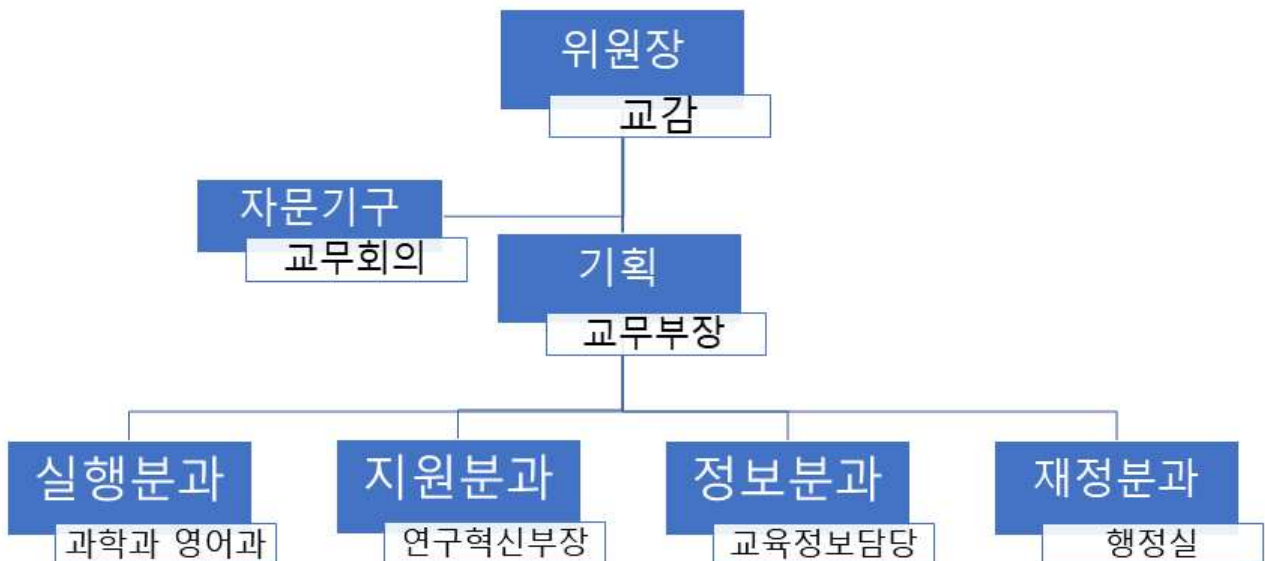 위원장
교감
자문기구
교무회의
기획
교무부장
실행분과
과학과 영어과
지원분과
연구혁신부장
정보분과
교육정보담당
재정분과
행정실